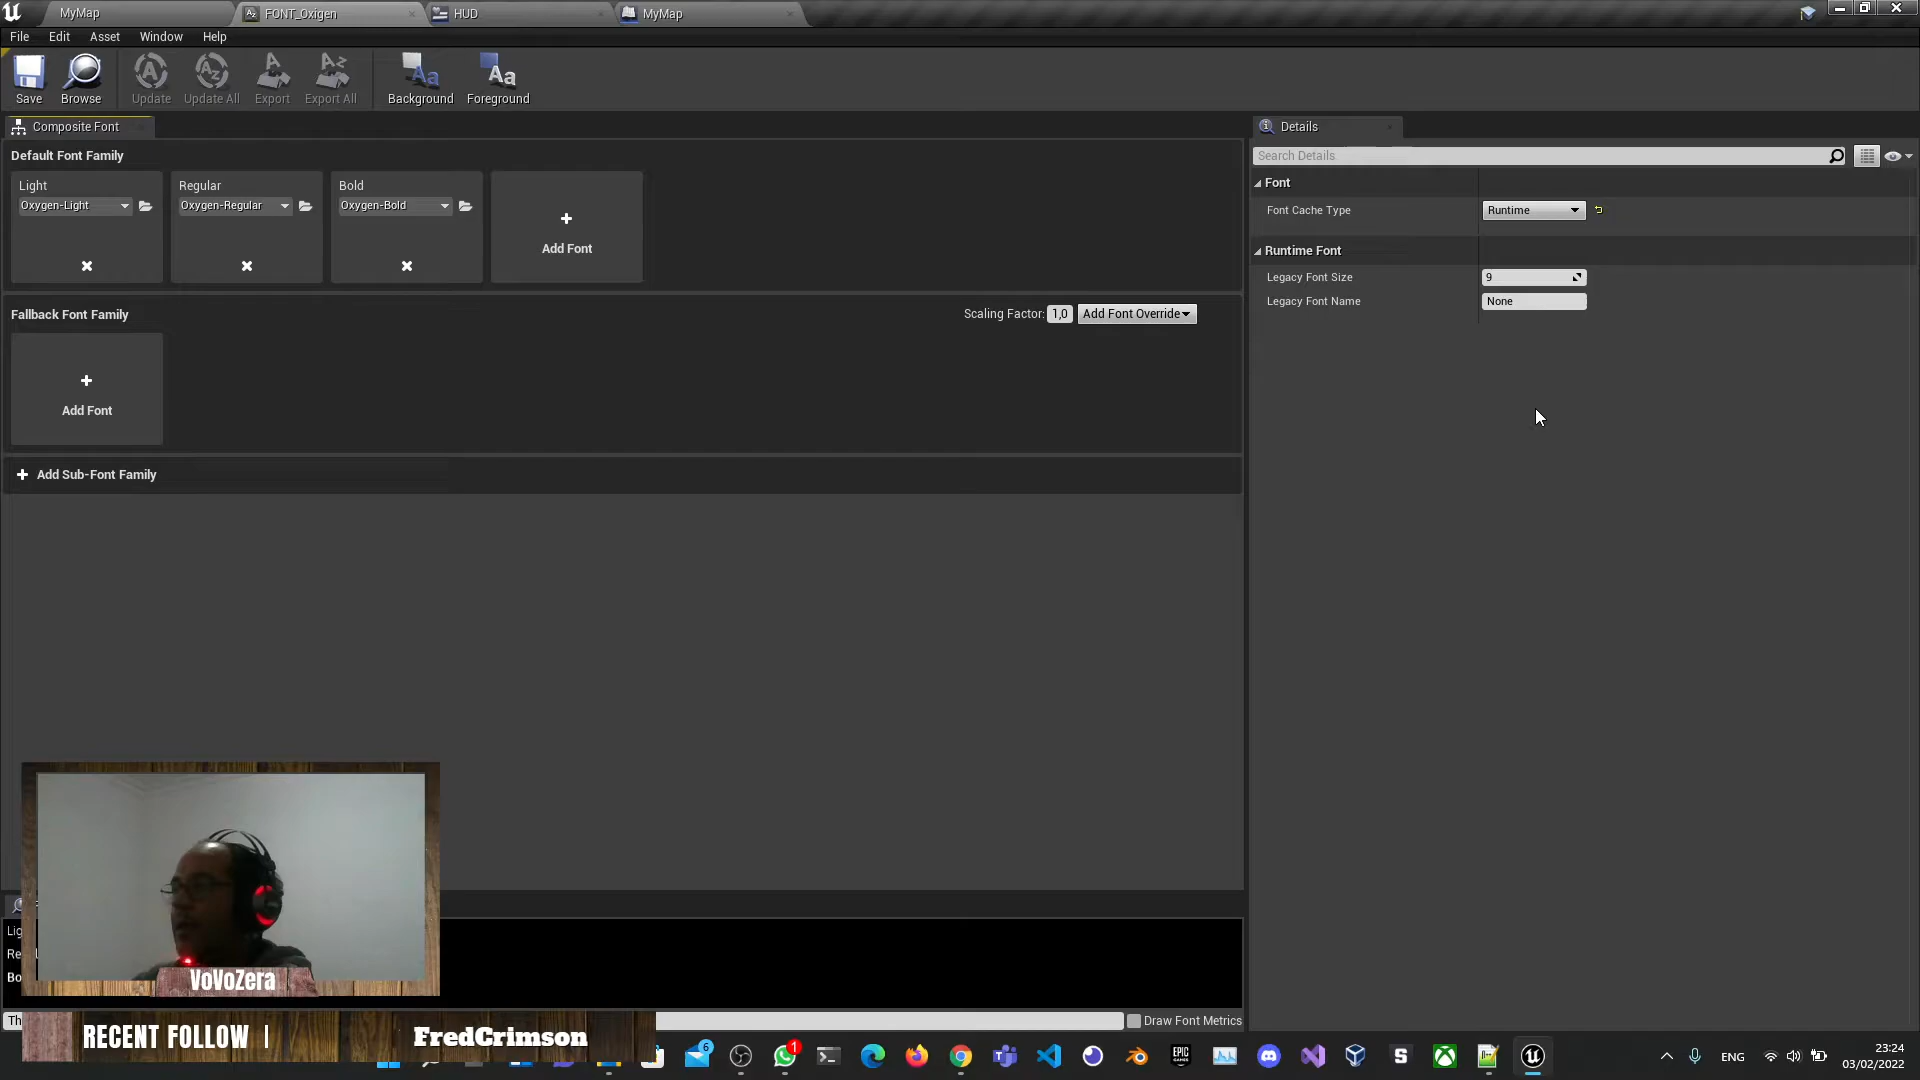 MyMap
FONT_Oxigen
HUD
MyMap
File Edit Asset Window Help
Save Browse Update Update All Export Export All Background Foreground
Composite Font
Details
Default Font Family
Search Details
Light
Regular
Bold
Font
Oxygen-Light
Oxygen-Regular
Oxygen-Bold
Font Cache Type
Runtime
Add Font
Runtime Font
Legacy Font Size
9
Legacy Font Name
None
Fallback Font Family
Scaling Factor: 1,0 Add Font Override
Add Font
Add Sub-Font Family
VoVoZera
Draw Font Metrics
RECENT FOLLOW |
FredCrimson
6
1
EPIC GAMES
ENG
23:24
03/02/2022